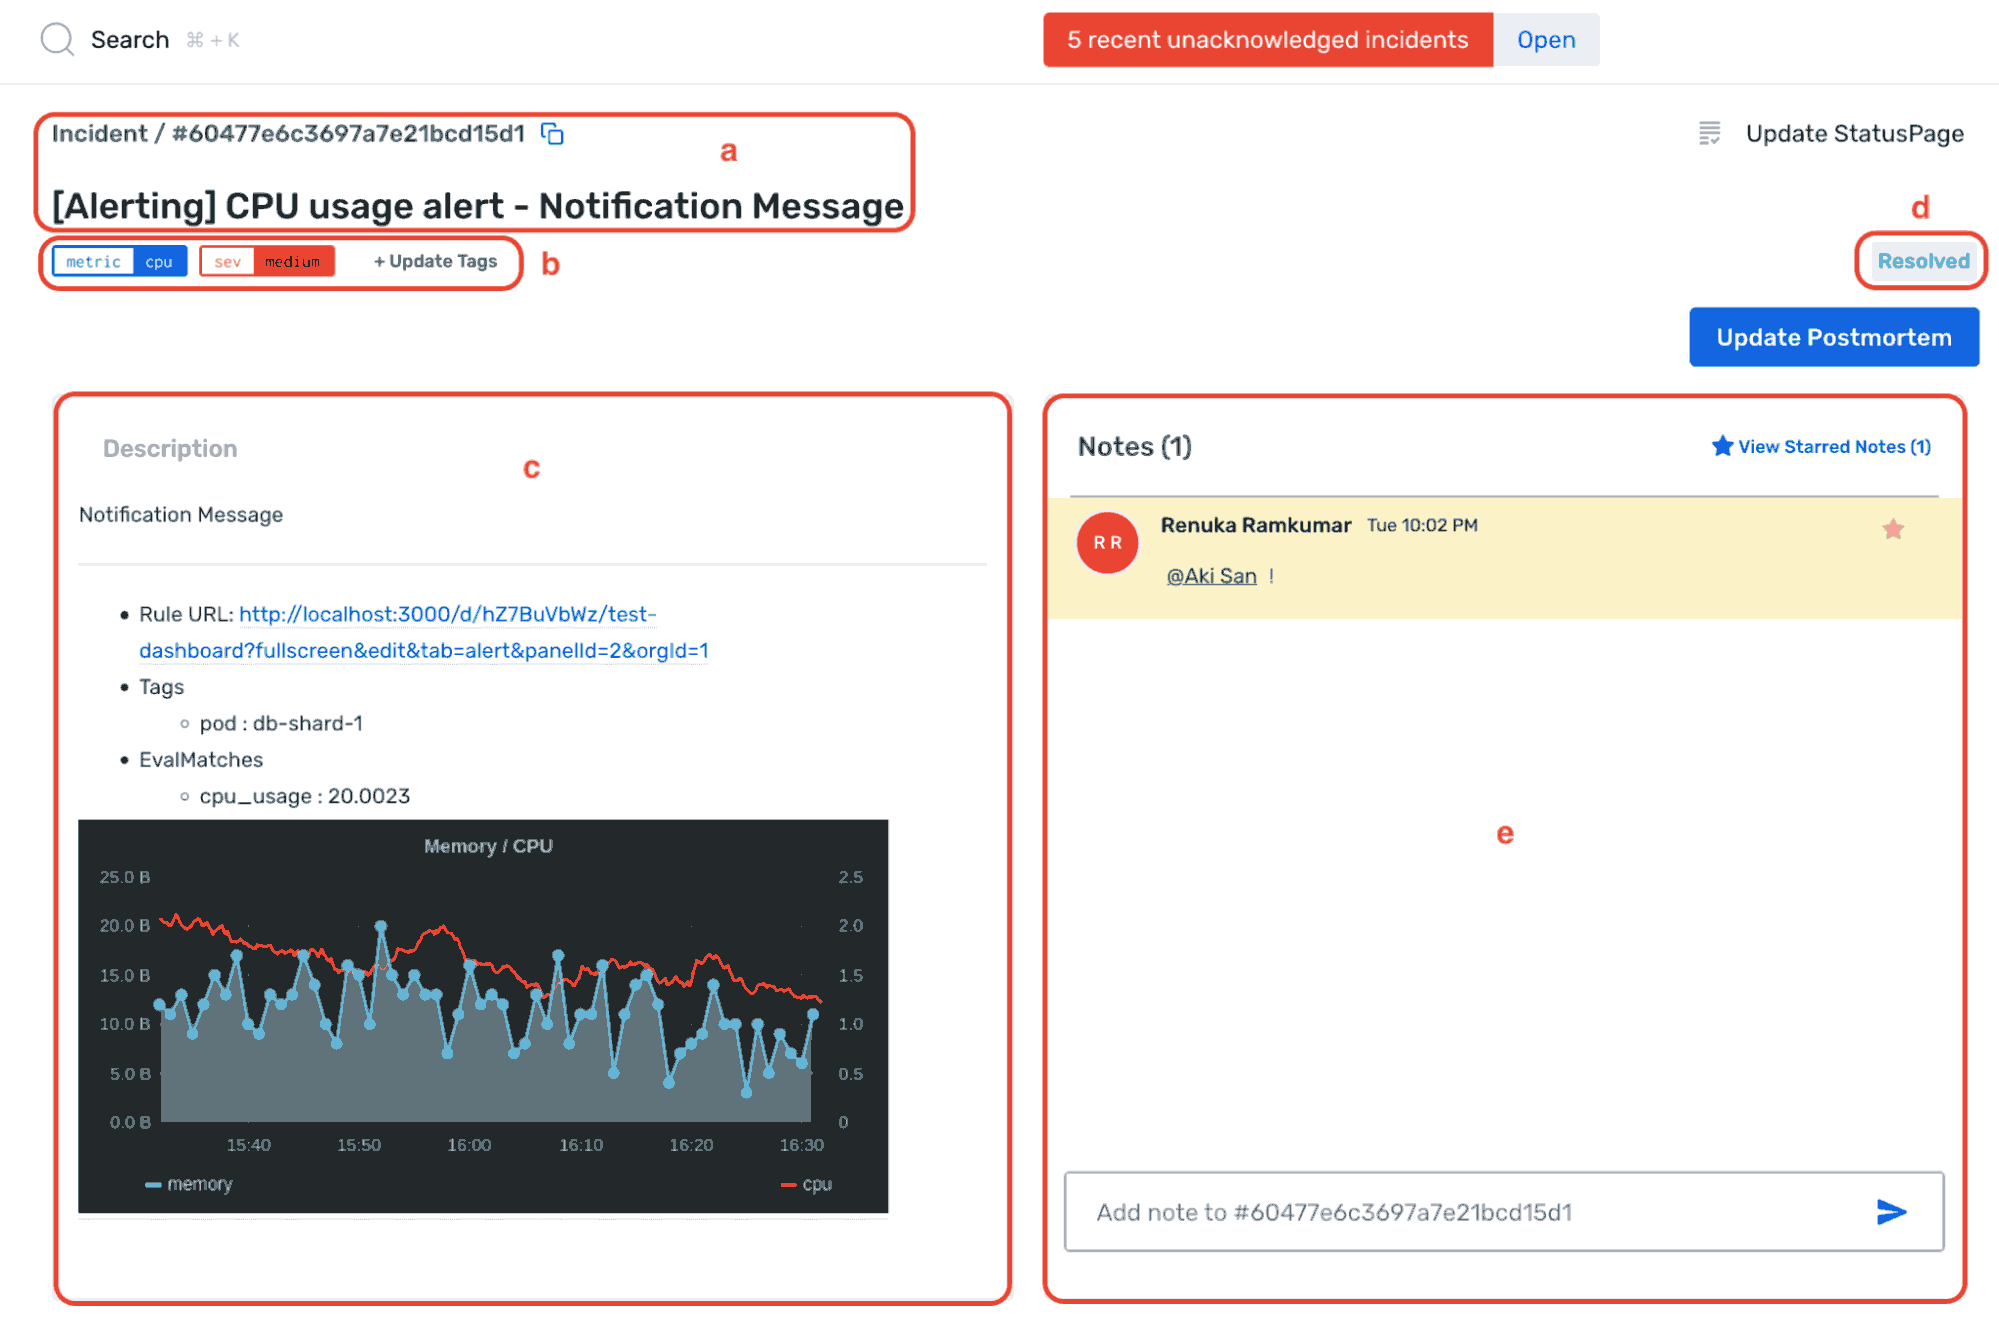 Search ⌘ + K
5 recent unacknowledged incidents Open
Incident / #60477e6c3697a7e21bcd15d1
a
Update StatusPage
[Alerting] CPU usage alert - Notification Message
d
metric cpu sev medium + Update Tags
b
Resolved
Update Postmortem
Description
c
Notification Message
Rule URL: http://localhost:3000/d/hZ7BuVbWz/test-
dashboard?fullscreen&edit&tab=alert&panelId=2&orgId=1
Tags
pod : db-shard-1
EvalMatches
cpu_usage : 20.0023
Memory / CPU
25.0 B 2.5
20.0 B 2.0
15.0 B 1.5
10.0 B 1.0
5.0 B 0.5
0.0 B 0
15:40 15:50 16:00 16:10 16:20 16:30
memory cpu
Notes (1) View Starred Notes (1)
R R
Renuka Ramkumar Tue 10:02 PM
@Aki San !
e
Add note to #60477e6c3697a7e21bcd15d1